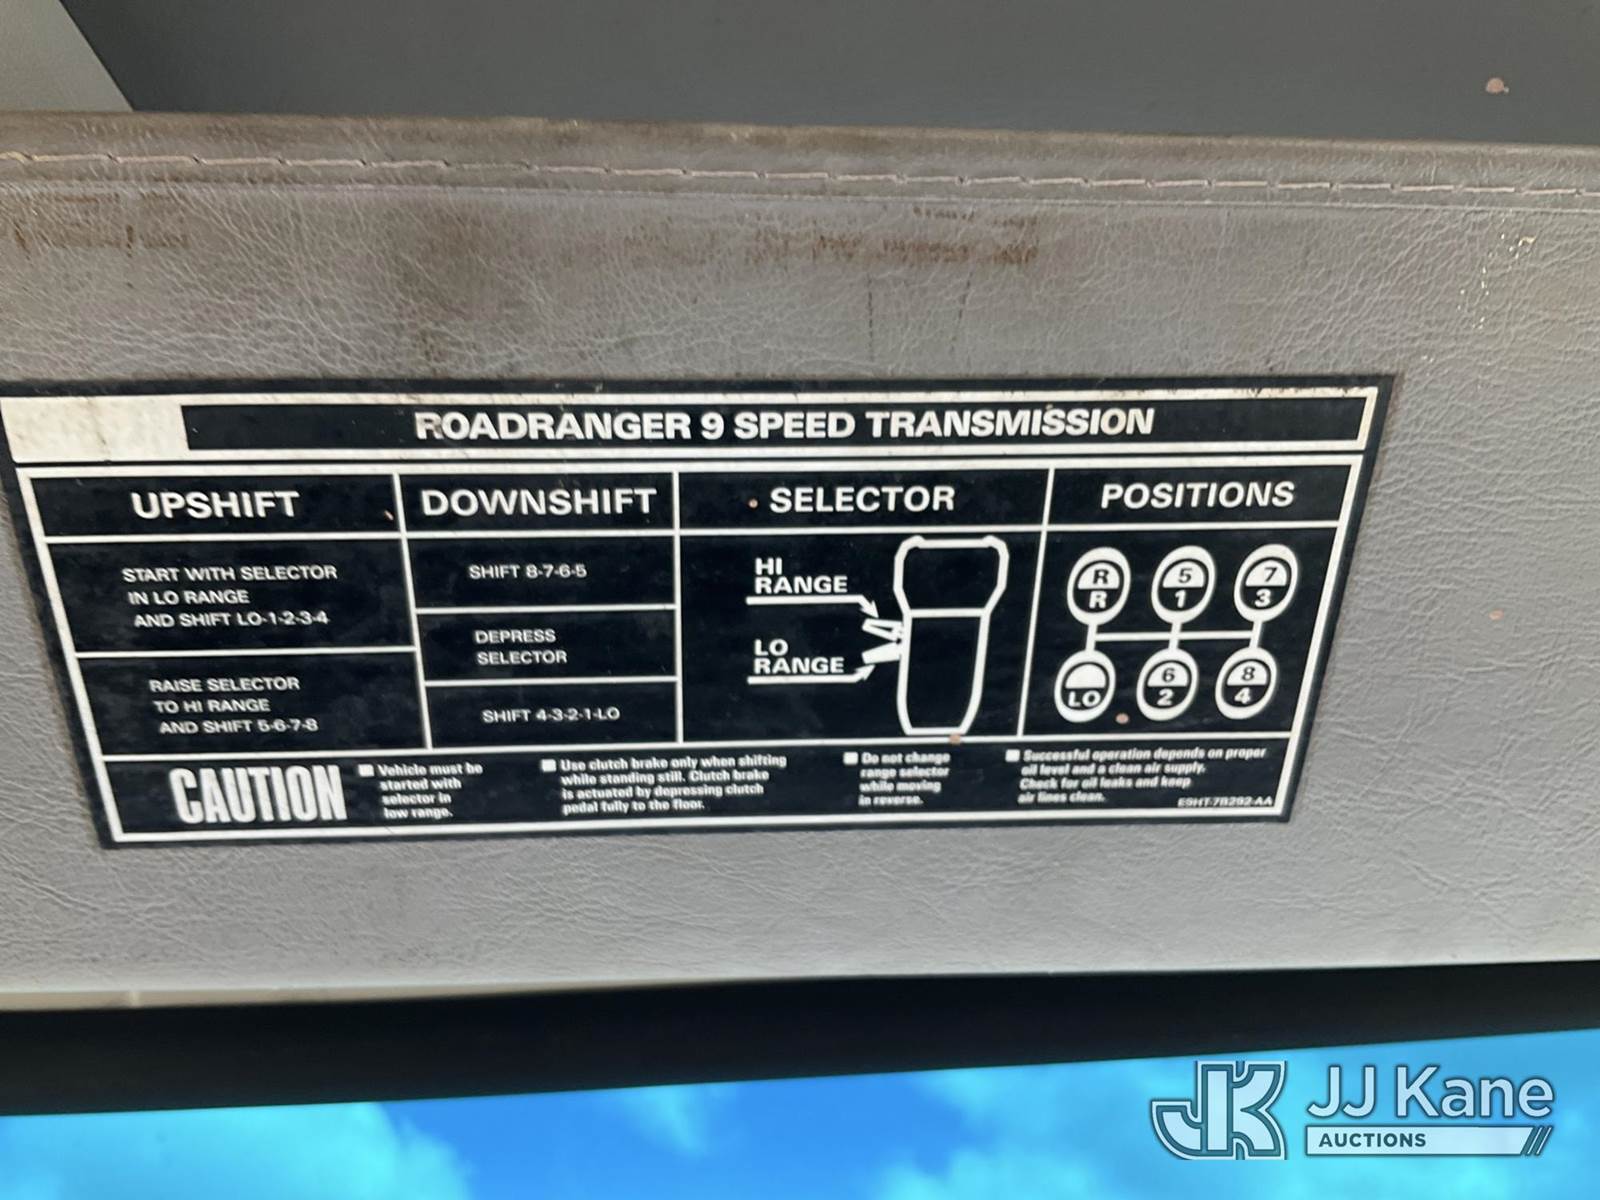 ROADRANGER 9 SPEED TRANSMISSION
UPSHIFT
START WITH SELECTOR
IN LO RANGE
AND SHIFT LO-1-2-3-4
RAISE SELECTOR
TO HI RANGE
AND SHIFT 5-6-7-8
DOWNSHIFT
SHIFT 8-7-6-5
DEPRESS
SELECTOR
SHIFT 4-3-2-1-LO
SELECTOR
HI
RANGE
LO
RANGE
POSITIONS
R 5 7
R 1 3
6 8
LO 2 4
CAUTION
Vehicle must be
started with
selector in
low range.
Use clutch brake only when shifting
while standing still. Clutch brake
is actuated by depressing clutch
pedal fully to the floor.
Do not change
range selector
while moving
in reverse.
Successful operation depends on proper
oil level and a clean air supply.
Check for oil leaks and keep
air lines clean.
E9HT-7B292-AA
JK
JJ Kane
AUCTIONS